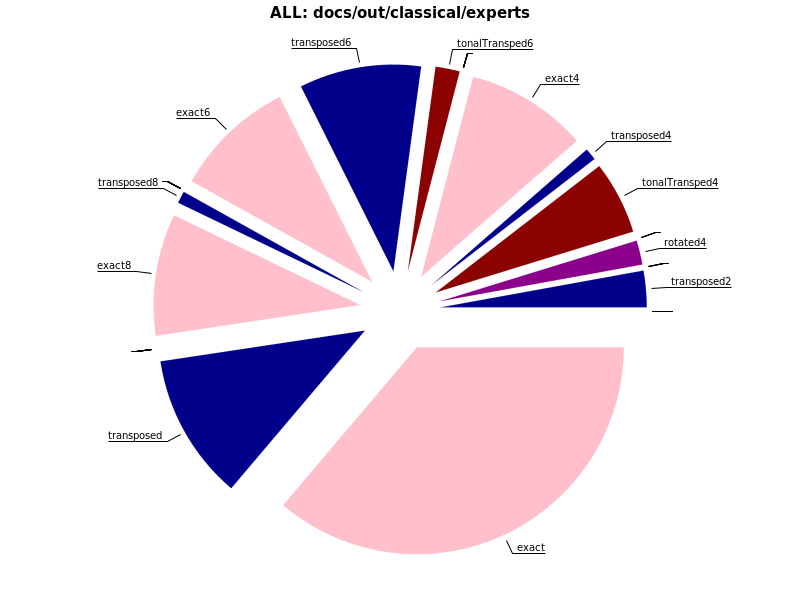 ALL: docs/out/classical/experts
transposed6
tonalTransped6
exact4
exact6
transposed4
transposed8
tonalTransped4
rotated4
exact8
transposed2
transposed
exact